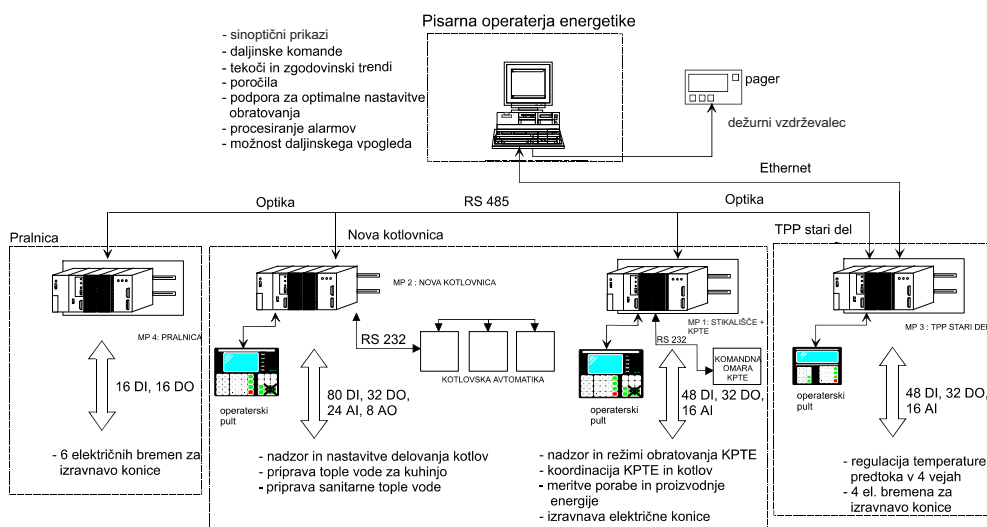 Pisarna operaterja energetike
- sinoptični prikazi
- daljinske komande
- tekoči in zgodovinski trendi
- poročila
- podpora za optimalne nastavitve
obratovanja
- procesiranje alarmov
- možnost daljinskega vpogleda
pager
dežurni vzdrževalec
Ethernet
Optika
RS 485
Optika
Pralnica
Nova kotlovnica
TPP stari del
MP 4: PRALNICA
MP 2 : NOVA KOTLOVNICA
MP 1: STIKALIŠČE +
KPTE
MP 3 : TPP STARI DEL
RS 232
KOTLOVSKA AVTOMATIKA
RS 232
KOMANDNA
OMARA
KPTE
16 DI, 16 DO
operaterski
pult
80 DI, 32 DO,
24 AI, 8 AO
operaterski
pult
48 DI, 32 DO,
16 AI
operaterski
pult
48 DI, 32 DO,
16 AI
- 6 električnih bremen za
izravnavo konice
- nadzor in nastavitve delovanja kotlov
- priprava tople vode za kuhinjo
- priprava sanitarne tople vode
- nadzor in režimi obratovanja KPTE
- koordinacija KPTE in kotlov
- meritve porabe in proizvodnje
energije
- izravnava električne konice
- regulacija temperature
predtoka v 4 vejah
- 4 el. bremena za
izravnavo konice